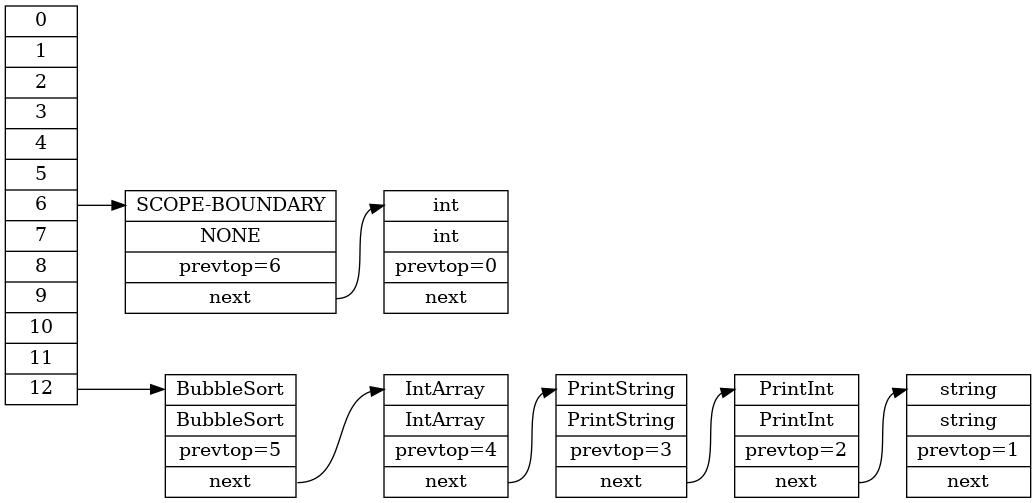 0
1
2
3
4
5
6
7
8
9
10
11
12
SCOPE-BOUNDARY
NONE
prevtop=6
next
int
int
prevtop=0
next
BubbleSort
BubbleSort
prevtop=5
next
IntArray
IntArray
prevtop=4
next
PrintString
PrintString
prevtop=3
next
PrintInt
PrintInt
prevtop=2
next
string
string
prevtop=1
next